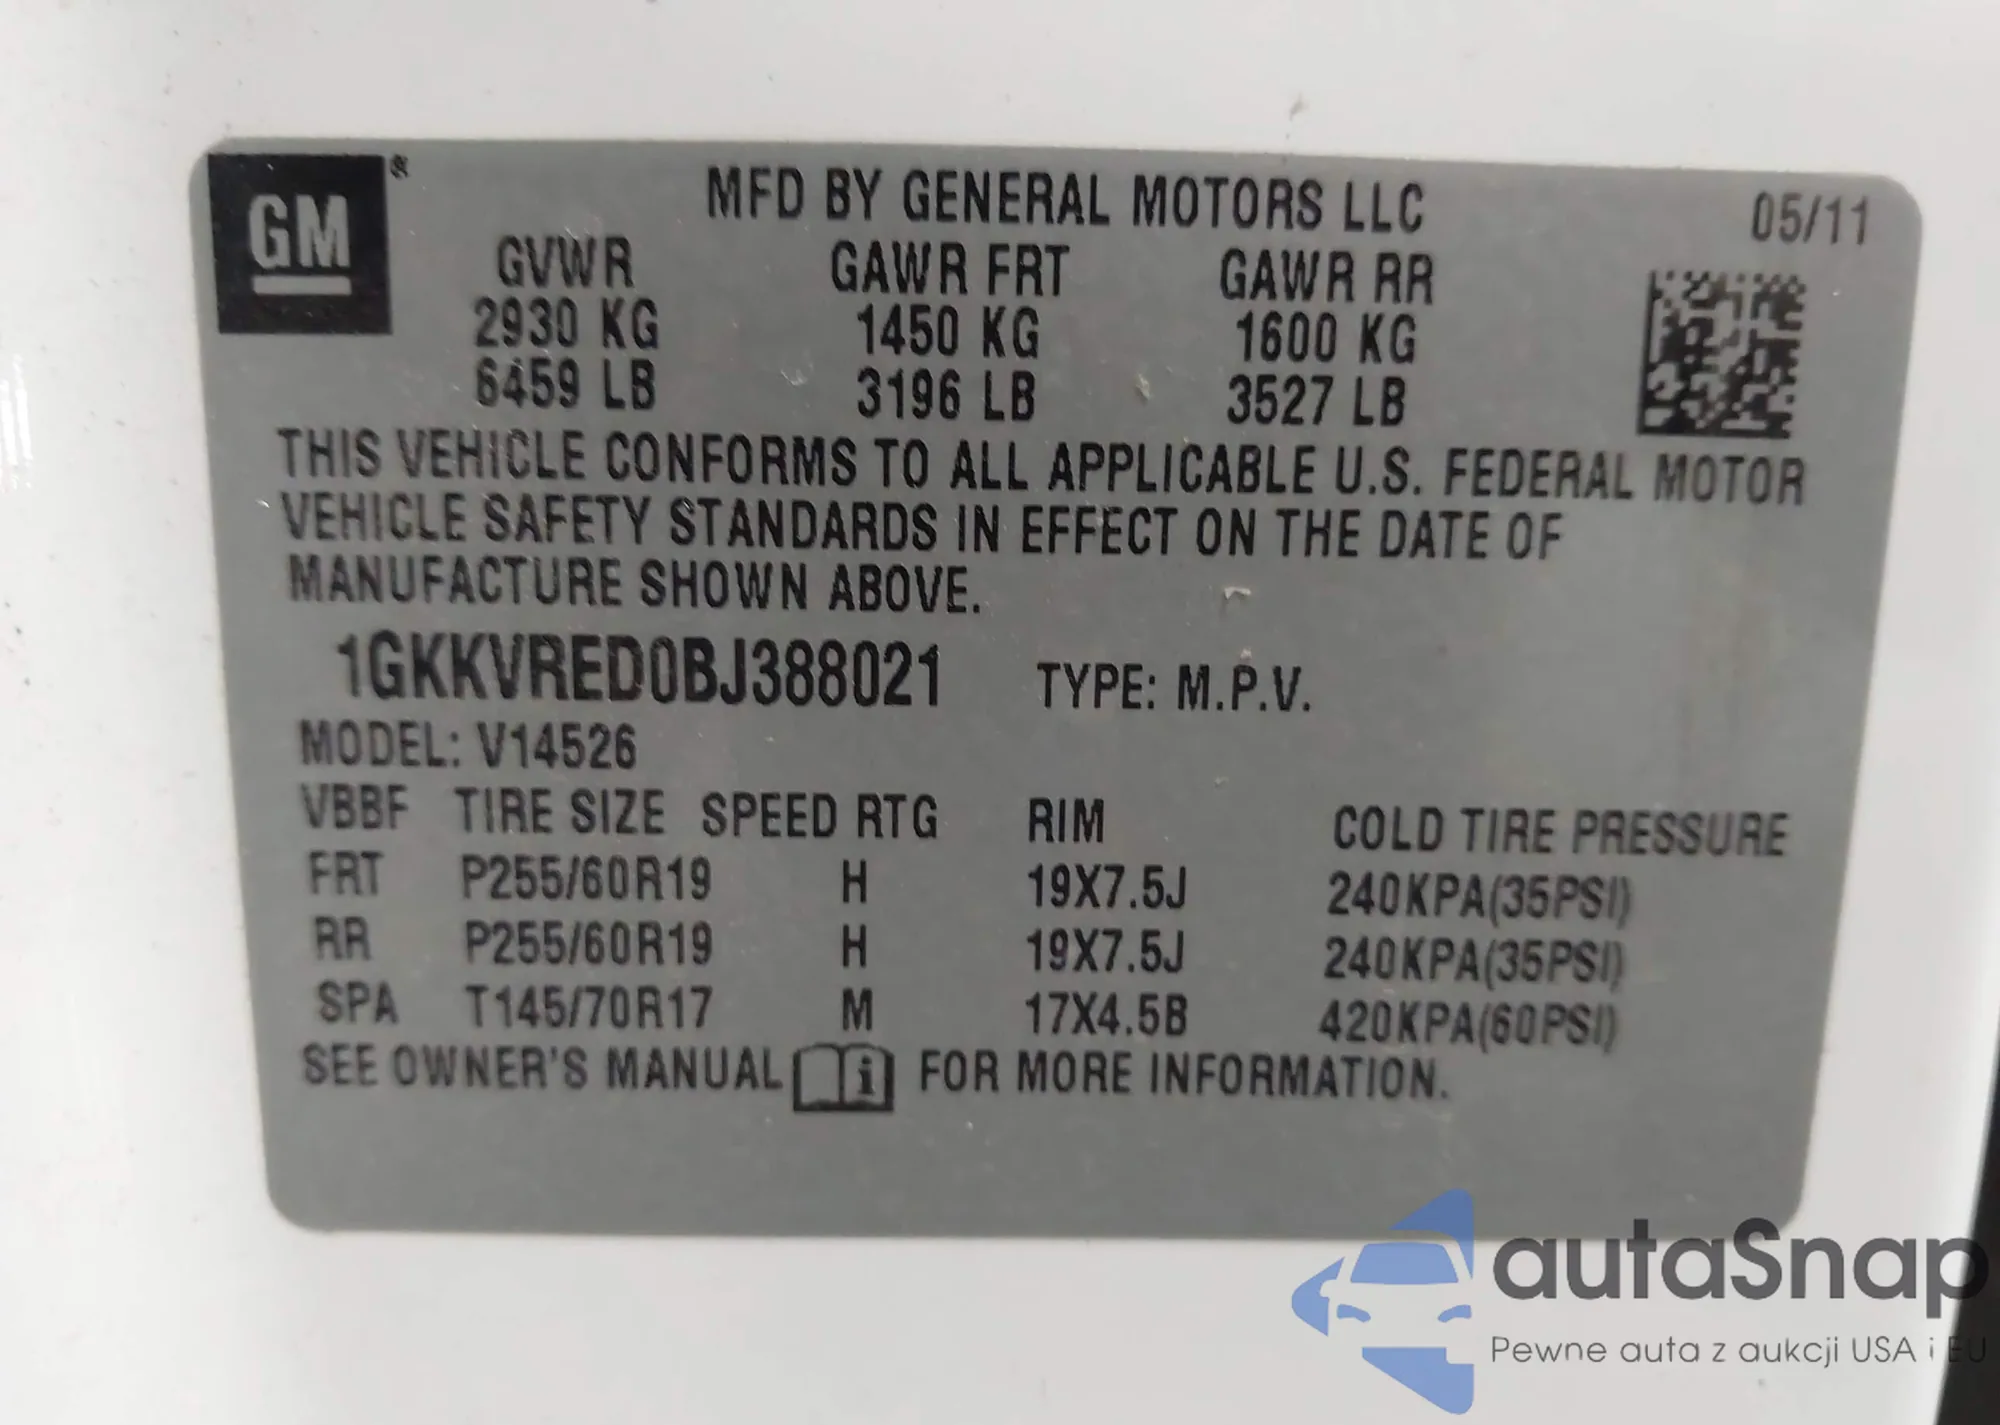 GM ®
MFD BY GENERAL MOTORS LLC 05/11
GVWR GAWR FRT GAWR RR
2930 KG 1450 KG 1600 KG
6459 LB 3196 LB 3527 LB
THIS VEHICLE CONFORMS TO ALL APPLICABLE U.S. FEDERAL MOTOR
VEHICLE SAFETY STANDARDS IN EFFECT ON THE DATE OF
MANUFACTURE SHOWN ABOVE.
1GKKVRED0BJ388021 TYPE: M.P.V.
MODEL: V14526
VBBF TIRE SIZE SPEED RTG RIM COLD TIRE PRESSURE
FRT P255/60R19 H 19X7.5J 240KPA(35PSI)
RR P255/60R19 H 19X7.5J 240KPA(35PSI)
SPA T145/70R17 M 17X4.5B 420KPA(60PSI)
SEE OWNER'S MANUAL i FOR MORE INFORMATION.
autaSnap
Pewne auta z aukcji USA i EU